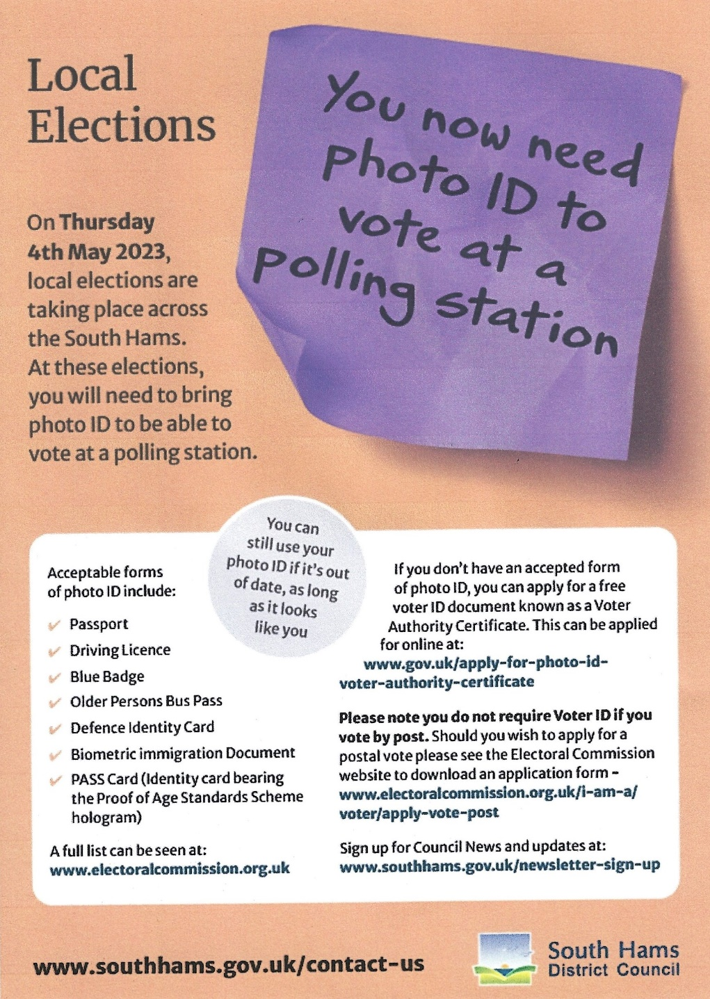 Local
Elections
You now need
photo ID to
vote at a
polling station
On Thursday
4th May 2023,
local elections are
taking place across
the South Hams.
At these elections,
you will need to bring
photo ID to be able to
vote at a polling station.
You can
still use your
photo ID if it's out
of date, as long
as it looks
like you
Acceptable forms
of photo ID include:
Passport
Driving Licence
Blue Badge
Older Persons Bus Pass
Defence Identity Card
Biometric immigration Document
PASS Card (Identity card bearing
the Proof of Age Standards Scheme
hologram)
A full list can be seen at:
www.electoralcommission.org.uk
If you don't have an accepted form
of photo ID, you can apply for a free
voter ID document known as a Voter
Authority Certificate. This can be applied
for online at:
www.gov.uk/apply-for-photo-id-
voter-authority-certificate
Please note you do not require Voter ID if you
vote by post. Should you wish to apply for a
postal vote please see the Electoral Commission
website to download an application form -
www.electoralcommission.org.uk/i-am-a/
voter/apply-vote-post
Sign up for Council News and updates at:
www.southhams.gov.uk/newsletter-sign-up
www.southhams.gov.uk/contact-us
South Hams
District Council